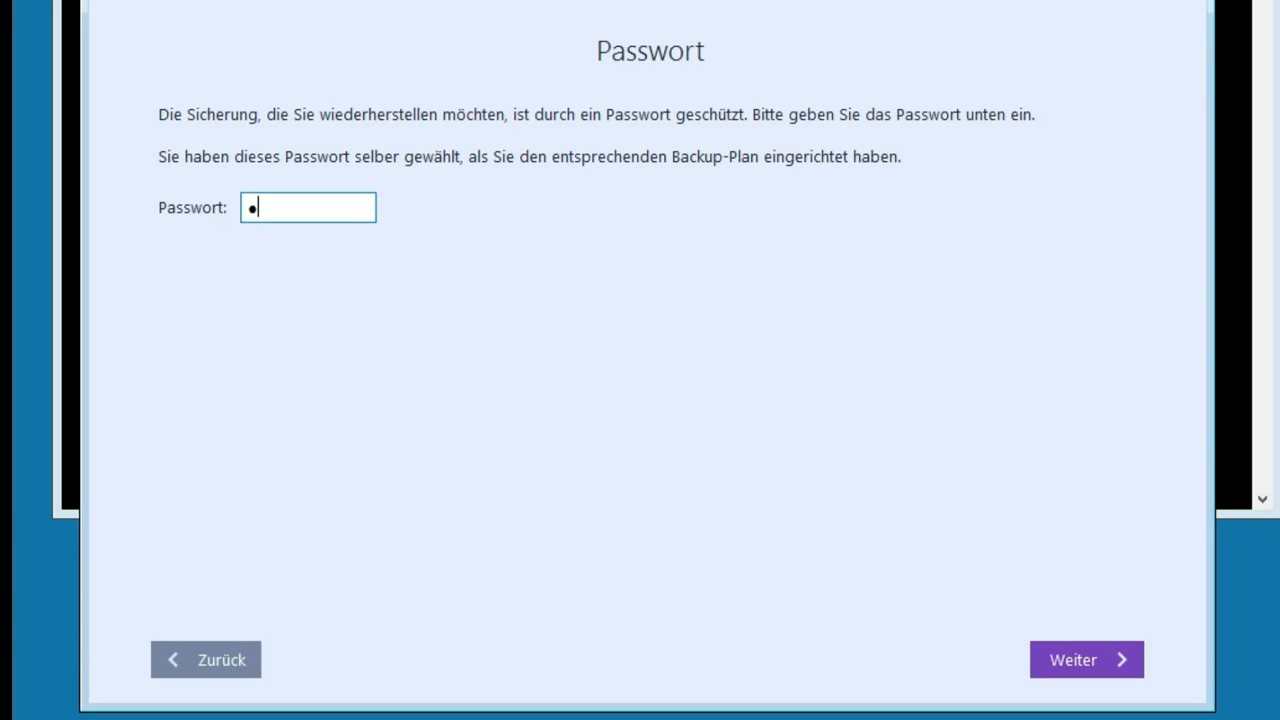 Passwort
Die Sicherung, die Sie wiederherstellen möchten, ist durch ein Passwort geschützt. Bitte geben Sie das Passwort unten ein.
Sie haben dieses Passwort selber gewählt, als Sie den entsprechenden Backup-Plan eingerichtet haben.
Passwort: ●
Zurück
Weiter